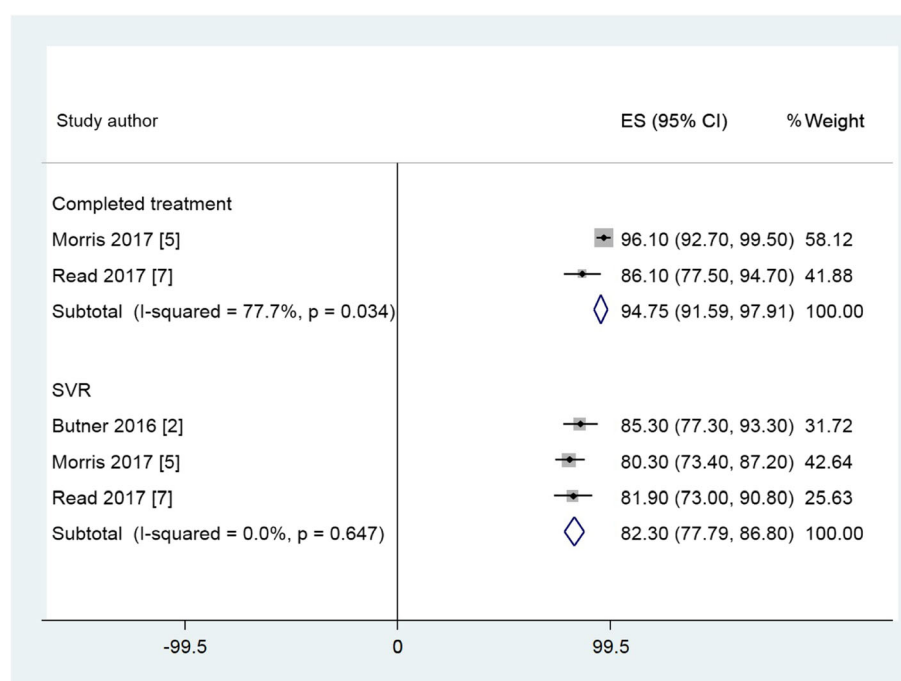 Study author ES (95% CI) % Weight
Completed treatment
Morris 2017 [5] 96.10 (92.70, 99.50) 58.12
Read 2017 [7] 86.10 (77.50, 94.70) 41.88
Subtotal (I-squared = 77.7%, p = 0.034) 94.75 (91.59, 97.91) 100.00
SVR
Butner 2016 [2] 85.30 (77.30, 93.30) 31.72
Morris 2017 [5] 80.30 (73.40, 87.20) 42.64
Read 2017 [7] 81.90 (73.00, 90.80) 25.63
Subtotal (I-squared = 0.0%, p = 0.647) 82.30 (77.79, 86.80) 100.00
-99.5 0 99.5